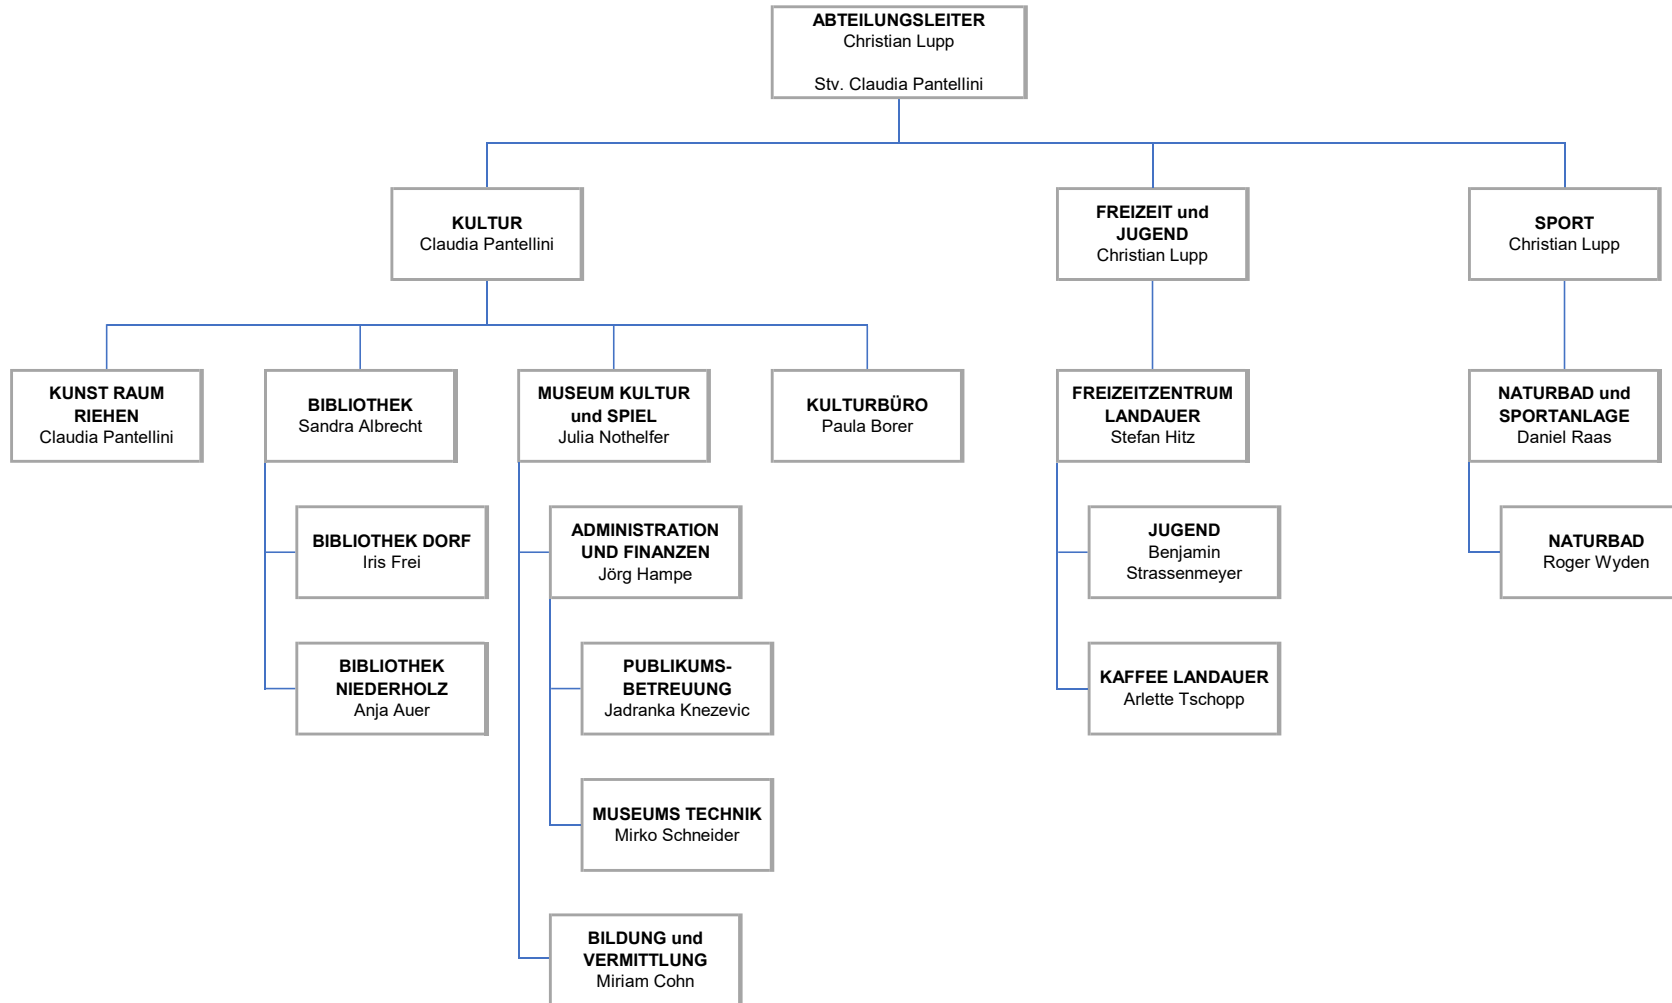 ABTEILUNGSLEITER
Christian Lupp
Stv. Claudia Pantellini
KULTUR
Claudia Pantellini
FREIZEIT und
JUGEND
Christian Lupp
SPORT
Christian Lupp
KUNST RAUM
RIEHEN
Claudia Pantellini
BIBLIOTHEK
Sandra Albrecht
MUSEUM KULTUR
und SPIEL
Julia Nothelfer
KULTURBÜRO
Paula Borer
FREIZEITZENTRUM
LANDAUER
Stefan Hitz
NATURBAD und
SPORTANLAGE
Daniel Raas
BIBLIOTHEK DORF
Iris Frei
ADMINISTRATION
UND FINANZEN
Jörg Hampe
JUGEND
Benjamin
Strassenmeyer
NATURBAD
Roger Wyden
BIBLIOTHEK
NIEDERHOLZ
Anja Auer
PUBLIKUMS-
BETREUUNG
Jadranka Knezevic
KAFFEE LANDAUER
Arlette Tschopp
MUSEUMS TECHNIK
Mirko Schneider
BILDUNG und
VERMITTLUNG
Miriam Cohn